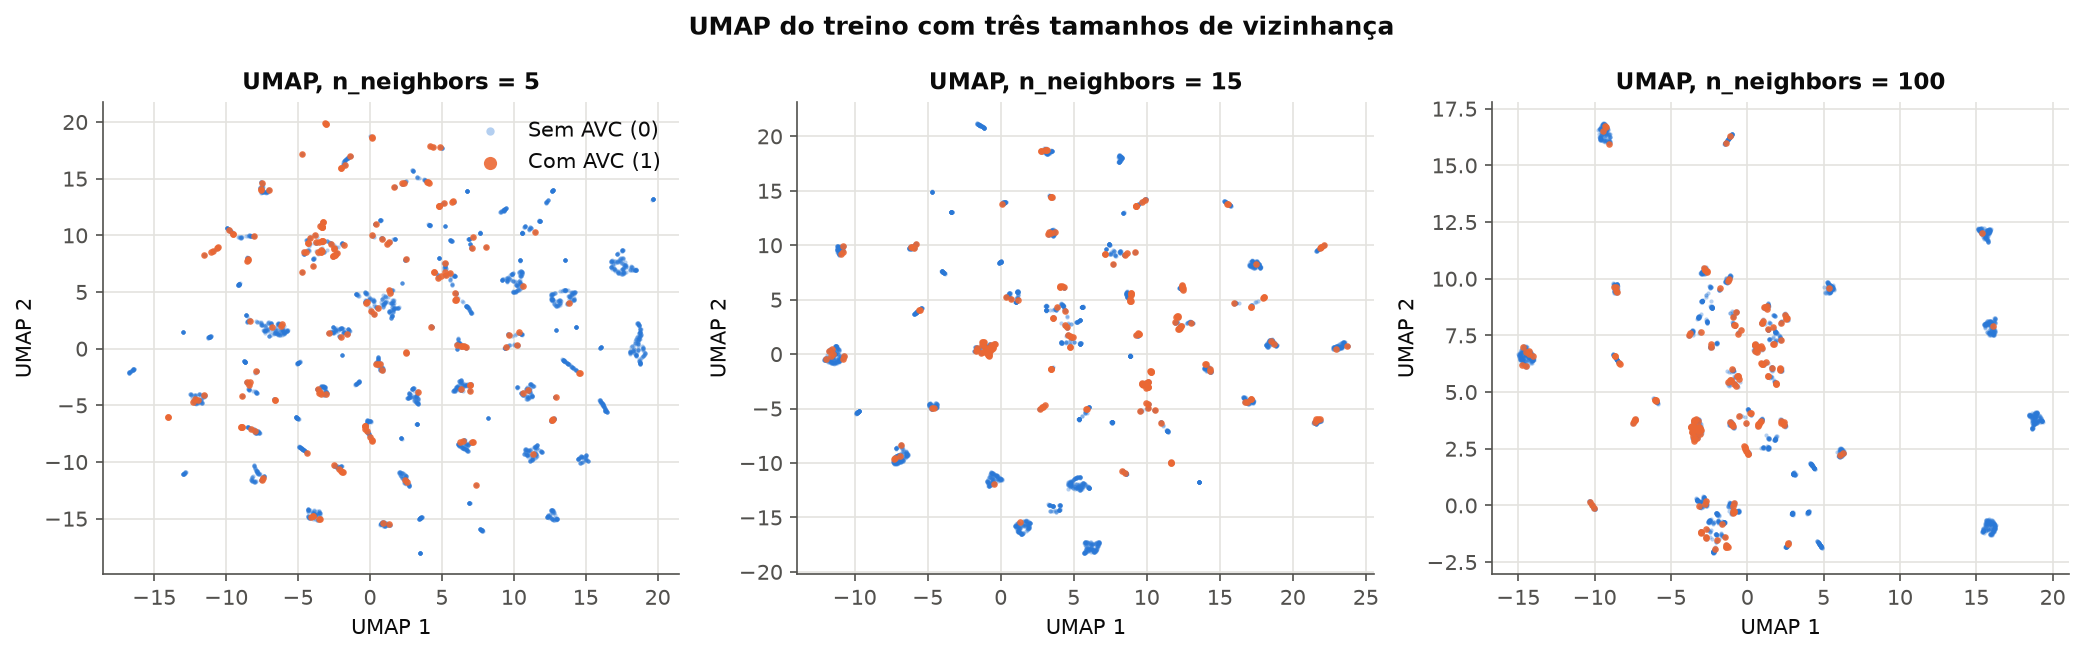 UMAP do treino com três tamanhos de vizinhança
UMAP, n_neighbors = 5
20
15
10
5
0
−5
−10
−15
UMAP 2
−15 −10 −5 0 5 10 15 20
UMAP 1
Sem AVC (0)
Com AVC (1)
UMAP, n_neighbors = 15
20
15
10
5
0
−5
−10
−15
−20
UMAP 2
−10 −5 0 5 10 15 20 25
UMAP 1
UMAP, n_neighbors = 100
17.5
15.0
12.5
10.0
7.5
5.0
2.5
0.0
−2.5
UMAP 2
−15 −10 −5 0 5 10 15 20
UMAP 1